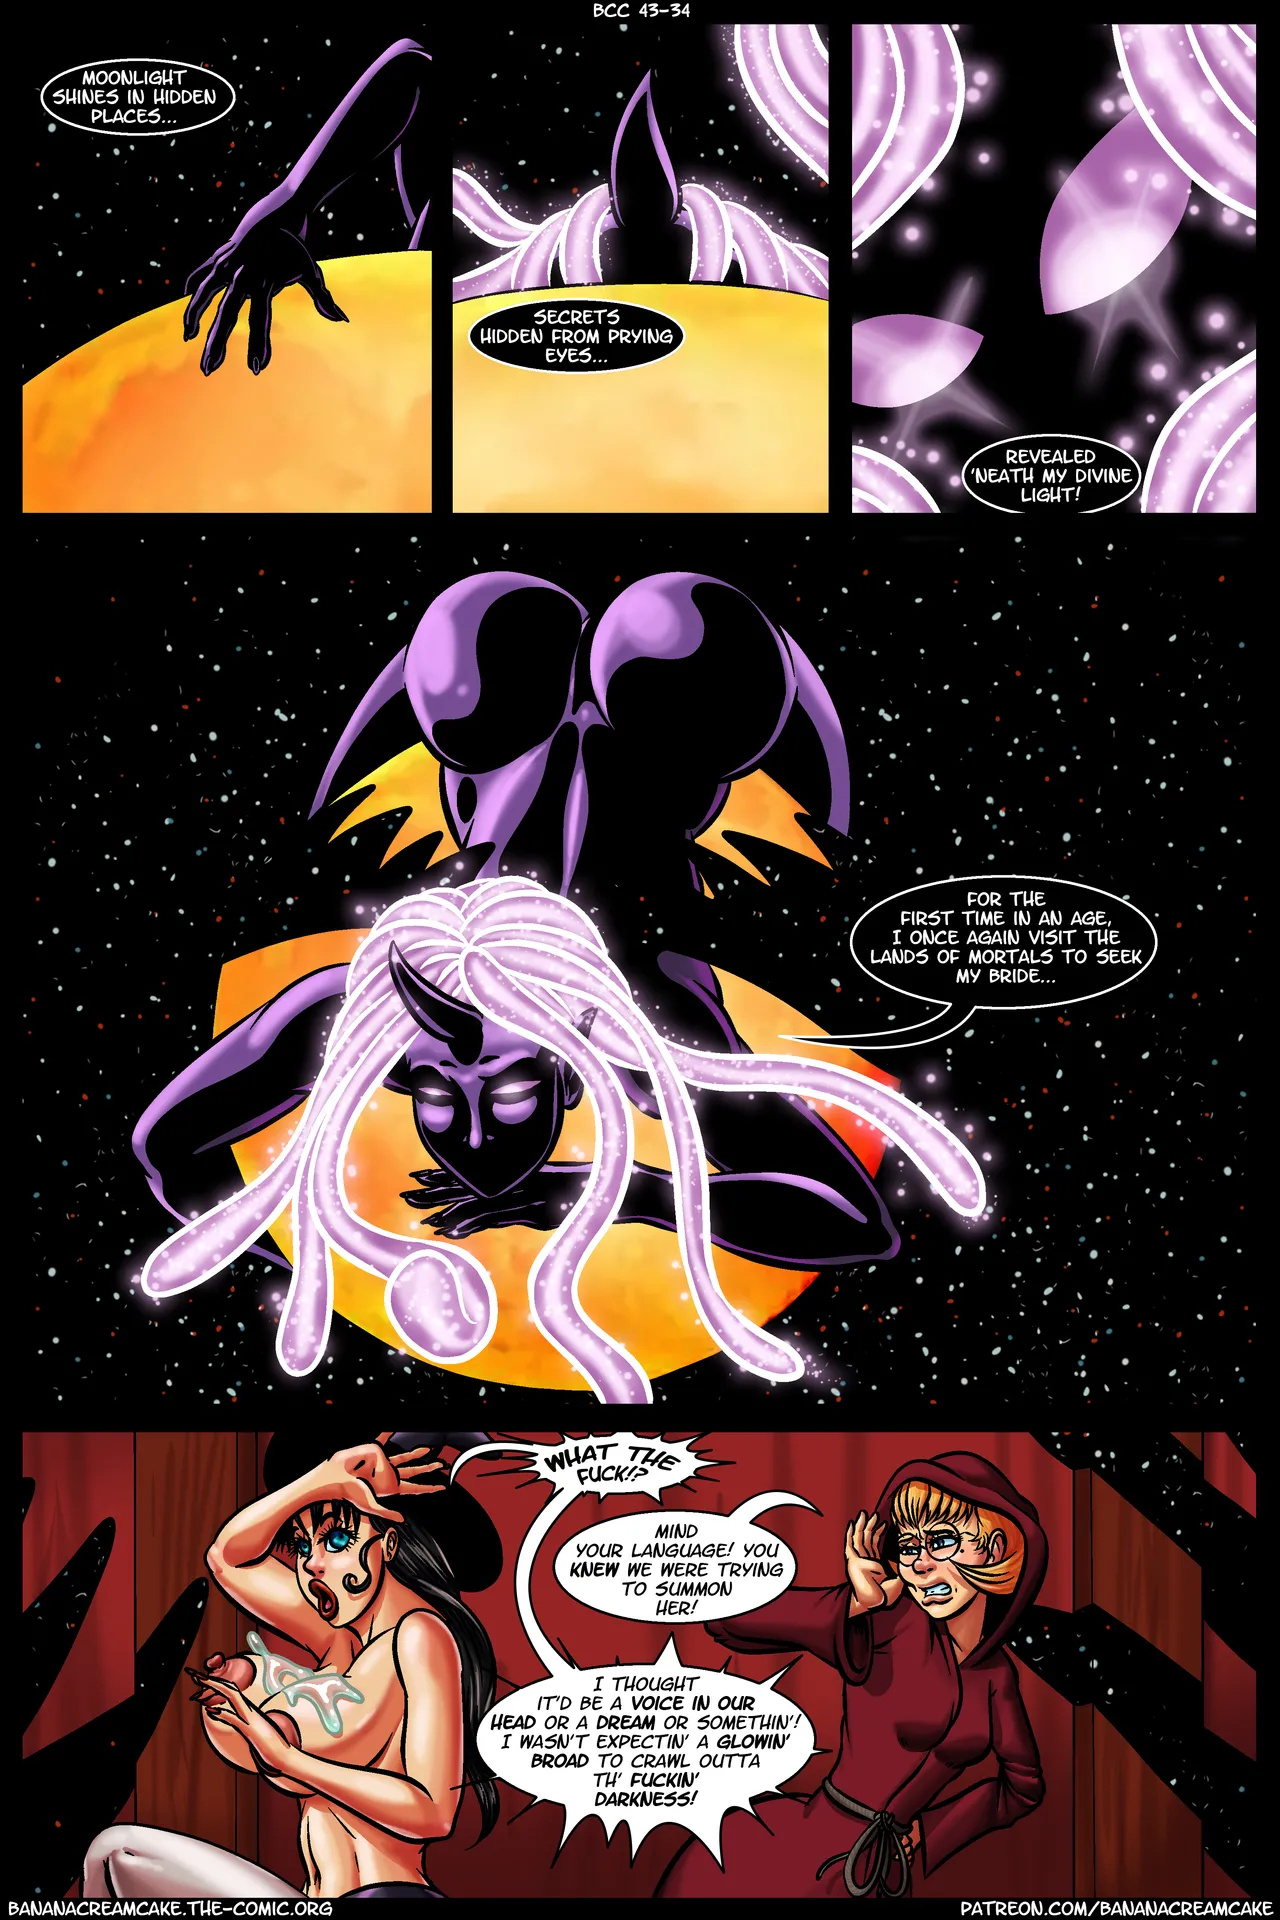 BCC 43-34
MOONLIGHT
SHINES IN HIDDEN
PLACES...
SECRETS
HIDDEN FROM PRYING
EYES...
REVEALED
'NEATH MY DIVINE
LIGHT!
FOR THE
FIRST TIME IN AN AGE,
I ONCE AGAIN VISIT THE
LANDS OF MORTALS TO SEEK
MY BRIDE...
WHAT THE
FUCK!?
MIND
YOUR LANGUAGE! YOU
KNEW WE WERE TRYING
TO SUMMON
HER!
I THOUGHT
IT'D BE A VOICE IN OUR
HEAD OR A DREAM OR SOMETHIN'!
I WASN'T EXPECTIN' A GLOWIN'
BROAD TO CRAWL OUTTA
TH' FUCKIN'
DARKNESS!
BANANACREAMCAKE.THE-COMIC.ORG
PATREON.COM/BANANACREAMCAKE